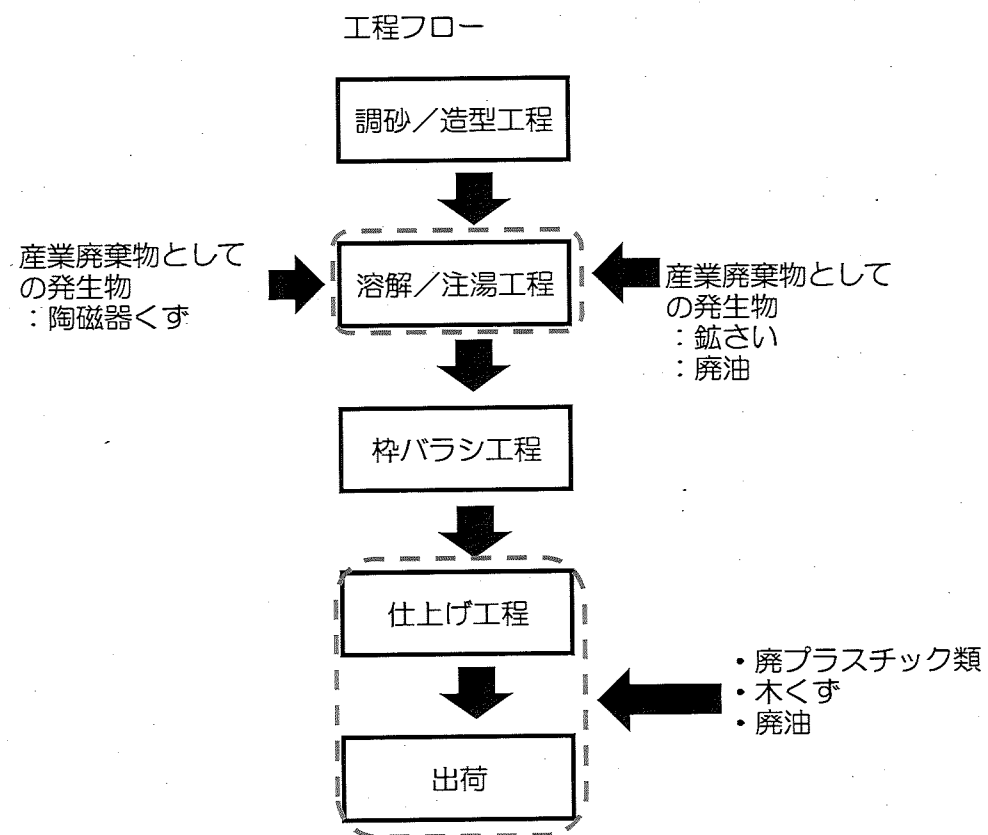 工程フロー
調砂／造型工程
産業廃棄物として
の発生物
：陶磁器くず
溶解／注湯工程
産業廃棄物として
の発生物
：鉱さい
：廃油
枠バラシ工程
仕上げ工程
・廃プラスチック類
・木くず
・廃油
出荷